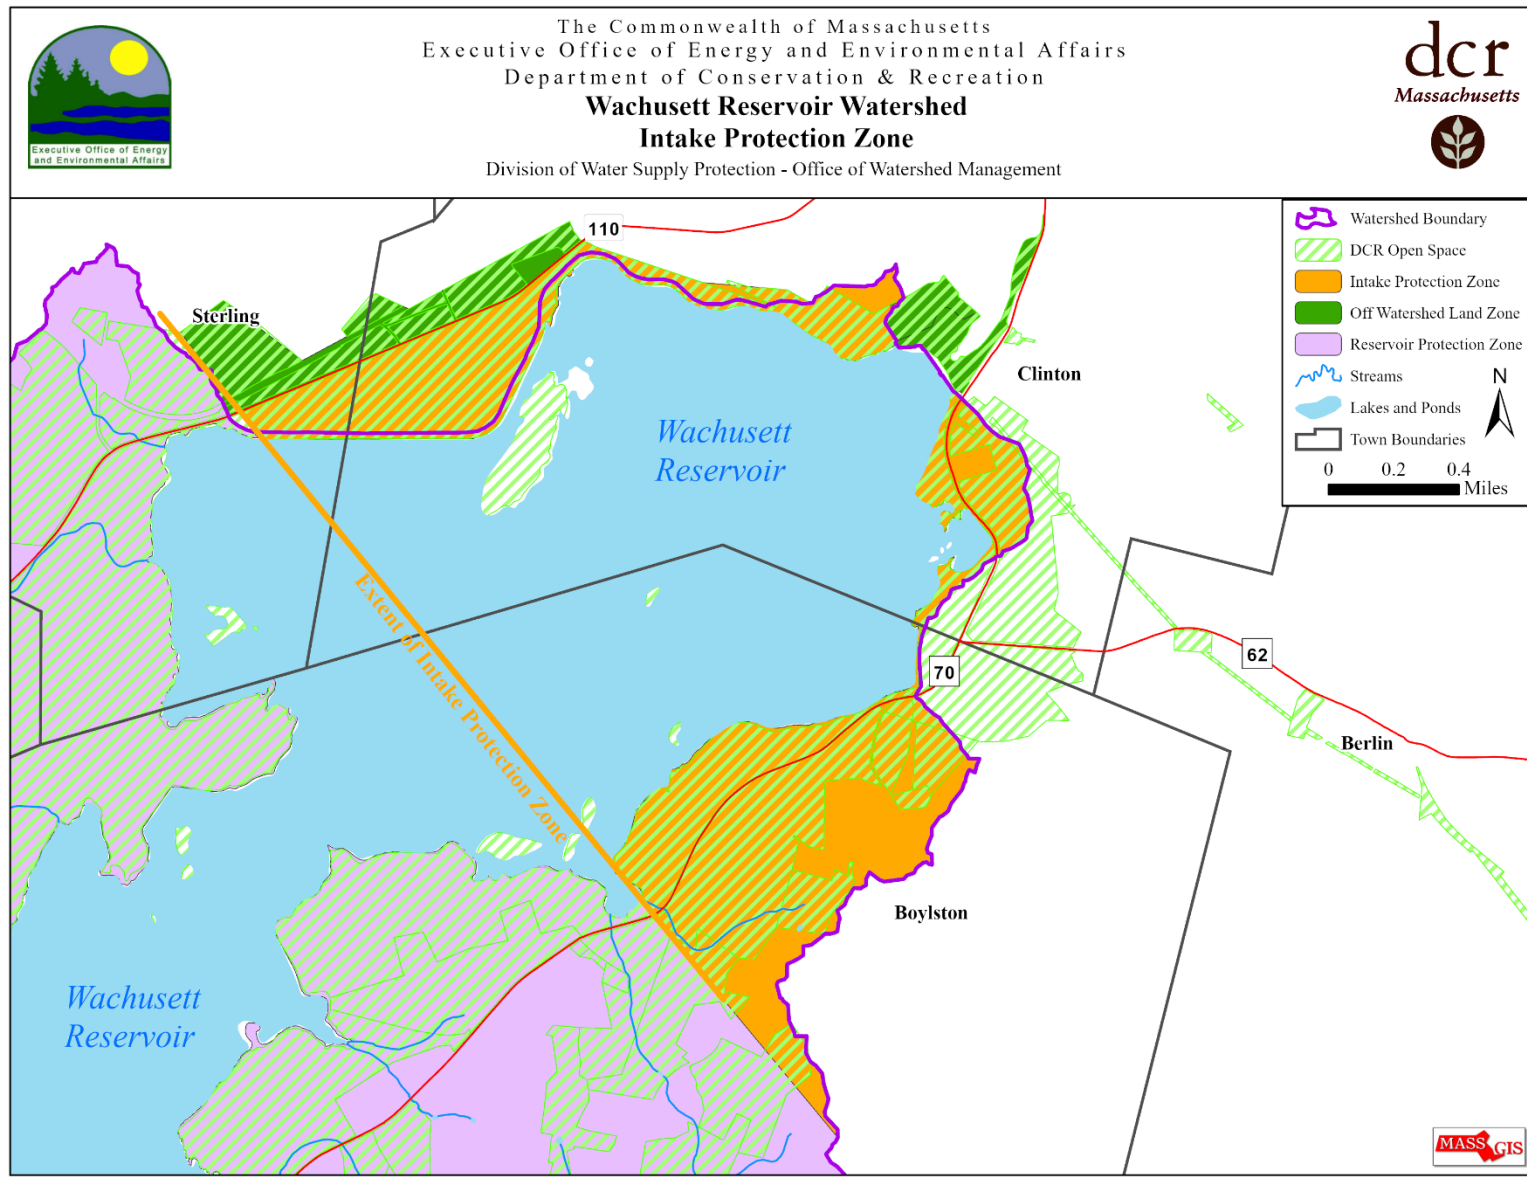 The Commonwealth of Massachusetts
Executive Office of Energy and Environmental Affairs
Department of Conservation & Recreation
Wachusett Reservoir Watershed
Intake Protection Zone
Division of Water Supply Protection - Office of Watershed Management
Executive Office of Energy
and Environmental Affairs
dcr
Massachusetts
Watershed Boundary
DCR Open Space
Intake Protection Zone
Off Watershed Land Zone
Reservoir Protection Zone
Streams
Lakes and Ponds
Town Boundaries
N
0 0.2 0.4
Miles
110
Sterling
Clinton
Wachusett
Reservoir
Extent of Intake Protection Zone
70
62
Berlin
Boylston
Wachusett
Reservoir
MASS GIS